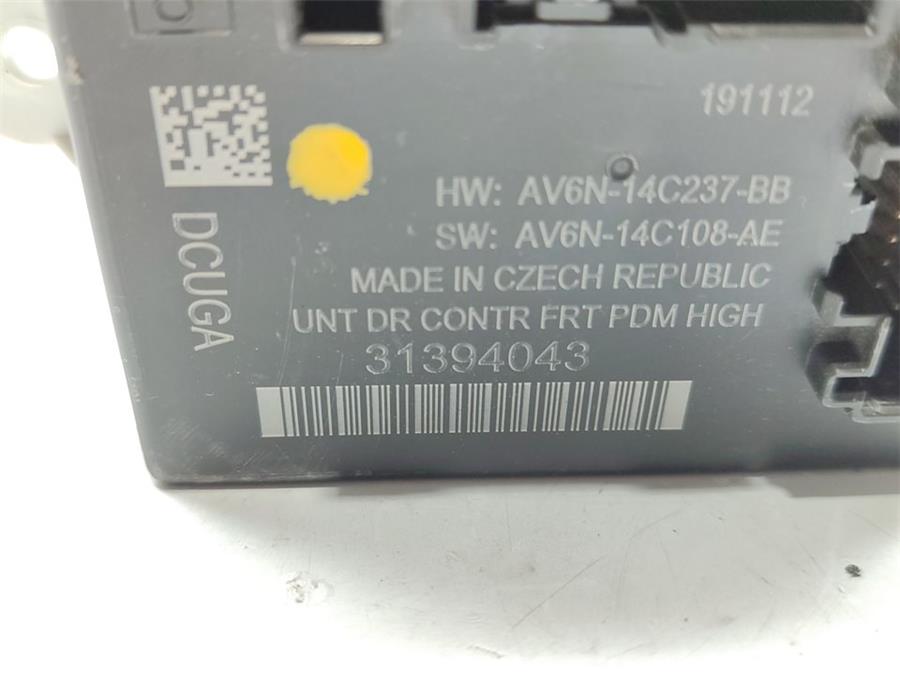 191112
HW: AV6N-14C237-BB
SW: AV6N-14C108-AE
MADE IN CZECH REPUBLIC
UNT DR CONTR FRT PDM HIGH
31394043
DCUGA